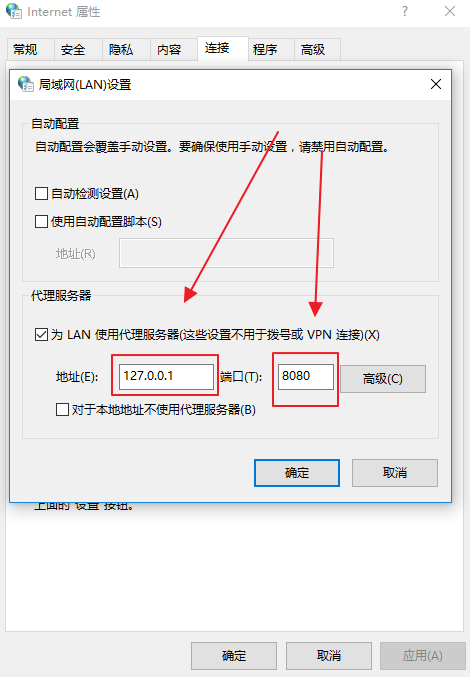 Internet 属性
常规 安全 隐私 内容 连接 程序 高级
局域网(LAN)设置
自动配置
自动配置会覆盖手动设置。要确保使用手动设置，请禁用自动配置。
自动检测设置(A)
使用自动配置脚本(S)
地址(R)
代理服务器
为 LAN 使用代理服务器(这些设置不用于拨号或 VPN 连接)(X)
地址(E): 127.0.0.1 端口(T): 8080 高级(C)
对于本地地址不使用代理服务器(B)
确定 取消
上面的"设置"按钮。
确定 取消 应用(A)